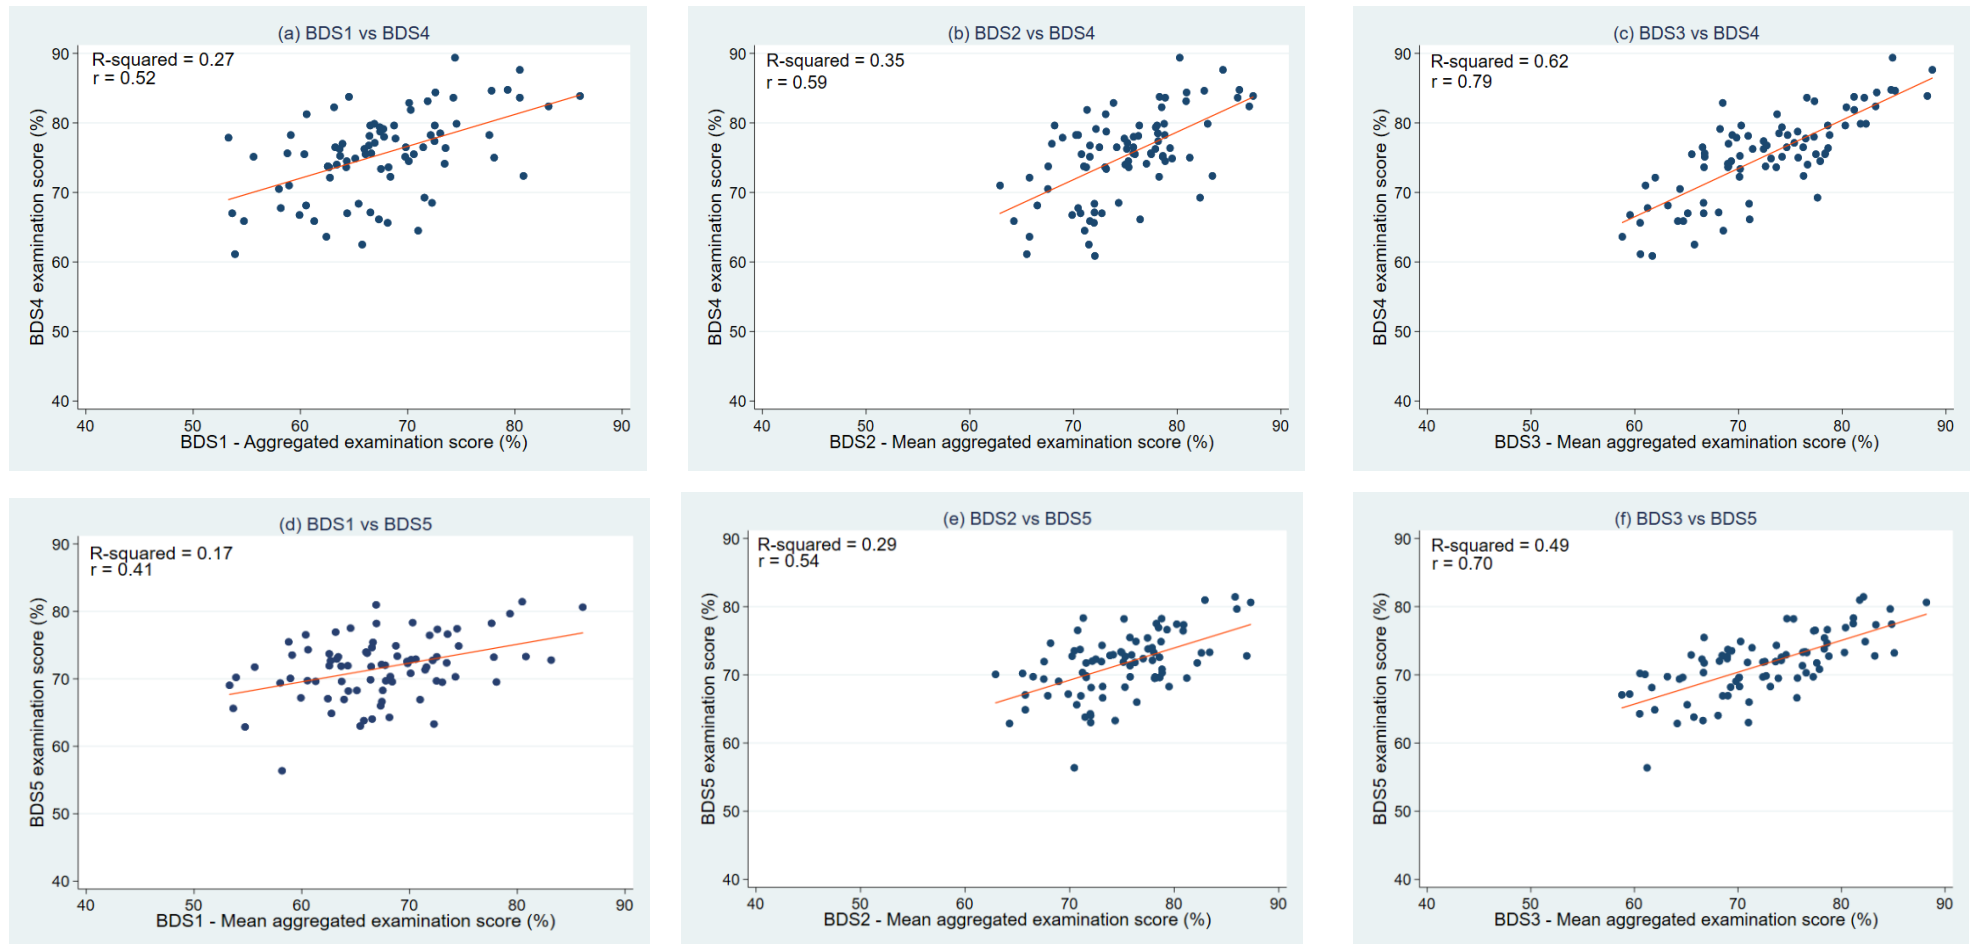 (a) BDS1 vs BDS4
R-squared = 0.27
r = 0.52
BDS4 examination score (%)
90
80
70
60
50
40
40 50 60 70 80 90
BDS1 - Aggregated examination score (%)
(b) BDS2 vs BDS4
R-squared = 0.35
r = 0.59
BDS4 examination score (%)
90
80
70
60
50
40
40 50 60 70 80 90
BDS2 - Mean aggregated examination score (%)
(c) BDS3 vs BDS4
R-squared = 0.62
r = 0.79
BDS4 examination score (%)
90
80
70
60
50
40
40 50 60 70 80 90
BDS3 - Mean aggregated examination score (%)
(d) BDS1 vs BDS5
R-squared = 0.17
r = 0.41
BDS5 examination score (%)
90
80
70
60
50
40
40 50 60 70 80 90
BDS1 - Mean aggregated examination score (%)
(e) BDS2 vs BDS5
R-squared = 0.29
r = 0.54
BDS5 examination score (%)
90
80
70
60
50
40
40 50 60 70 80 90
BDS2 - Mean aggregated examination score (%)
(f) BDS3 vs BDS5
R-squared = 0.49
r = 0.70
BDS5 examination score (%)
90
80
70
60
50
40
40 50 60 70 80 90
BDS3 - Mean aggregated examination score (%)